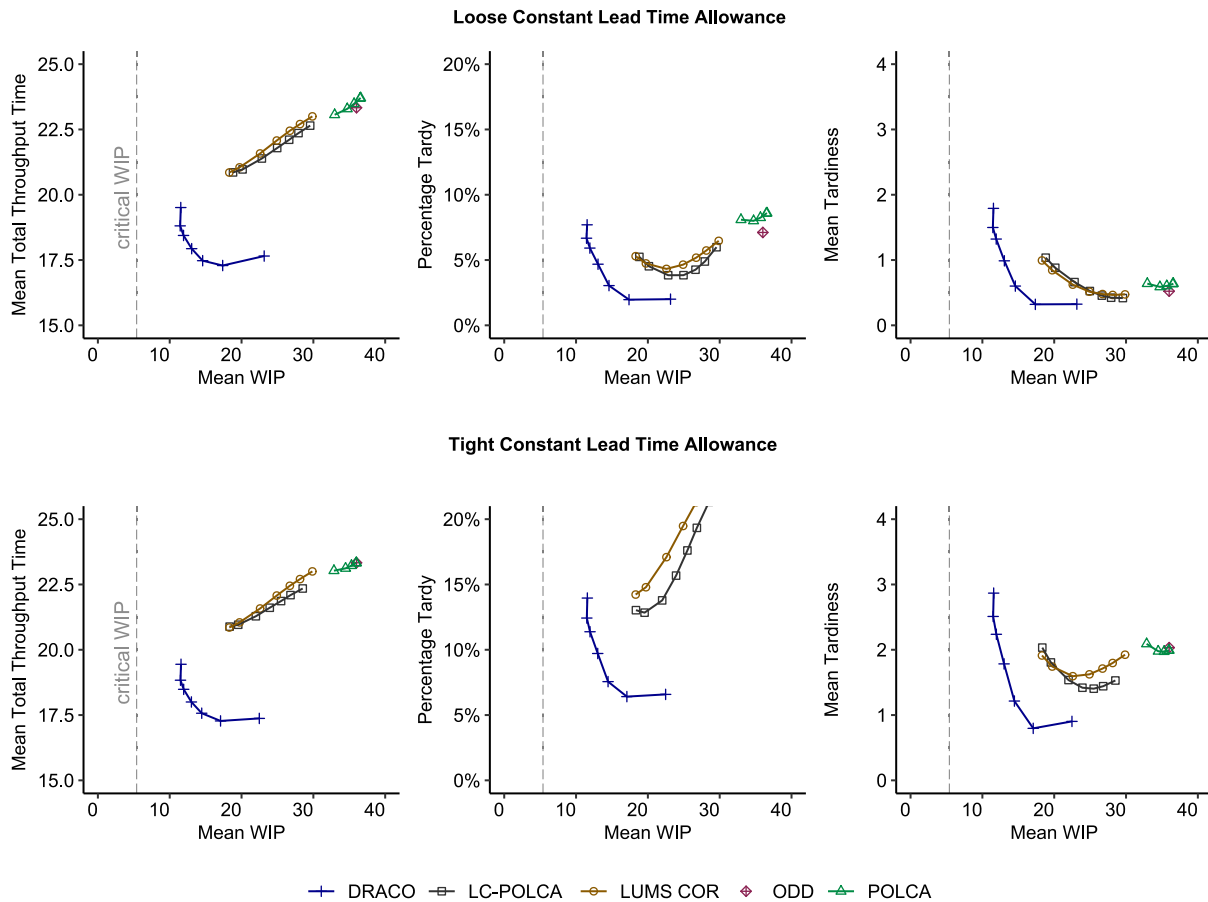 Loose Constant Lead Time Allowance
Mean Total Throughput Time
25.0
22.5
20.0
17.5
15.0
critical WIP
0 10 20 30 40
Mean WIP
Percentage Tardy
20%
15%
10%
5%
0%
0 10 20 30 40
Mean WIP
Mean Tardiness
4
3
2
1
0
0 10 20 30 40
Mean WIP
Tight Constant Lead Time Allowance
Mean Total Throughput Time
25.0
22.5
20.0
17.5
15.0
critical WIP
0 10 20 30 40
Mean WIP
Percentage Tardy
20%
15%
10%
5%
0%
0 10 20 30 40
Mean WIP
Mean Tardiness
4
3
2
1
0
0 10 20 30 40
Mean WIP
DRACO LC-POLCA LUMS COR ODD POLCA